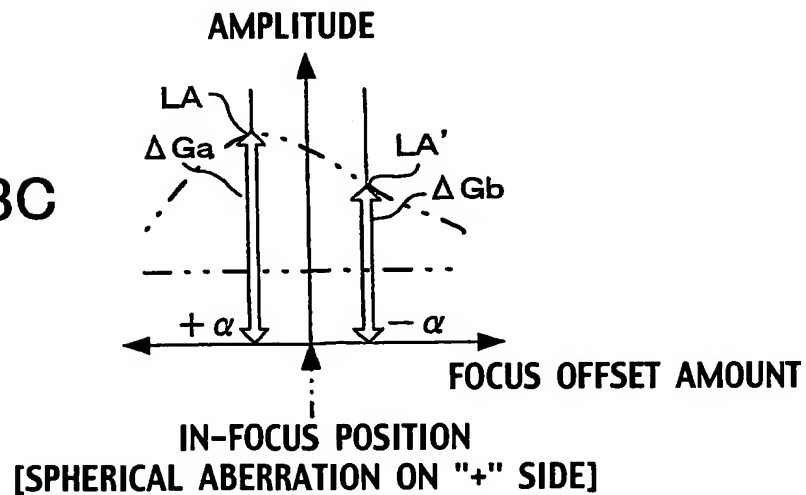 AMPLITUDE
LA
LA'
ΔGa
ΔGb
3C
+α
−α
FOCUS OFFSET AMOUNT
IN-FOCUS POSITION
[SPHERICAL ABERRATION ON "+" SIDE]